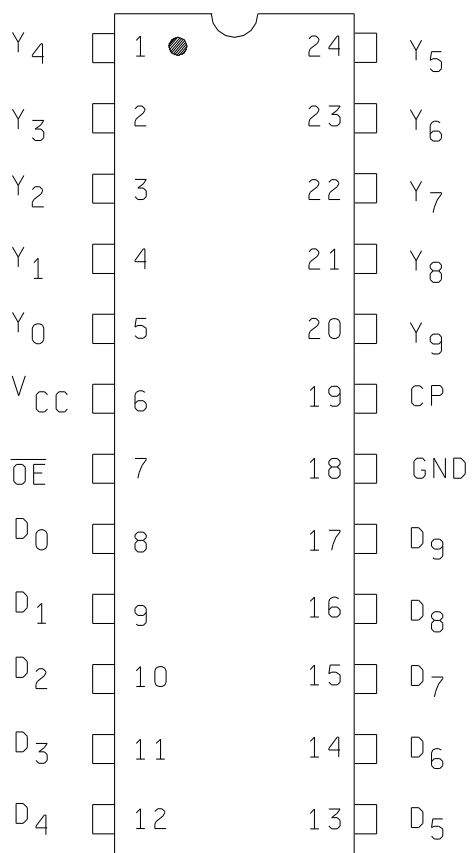 Y4 1 24 Y5
Y3 2 23 Y6
Y2 3 22 Y7
Y1 4 21 Y8
Y0 5 20 Y9
VCC 6 19 CP
O̅E̅ 7 18 GND
D0 8 17 D9
D1 9 16 D8
D2 10 15 D7
D3 11 14 D6
D4 12 13 D5